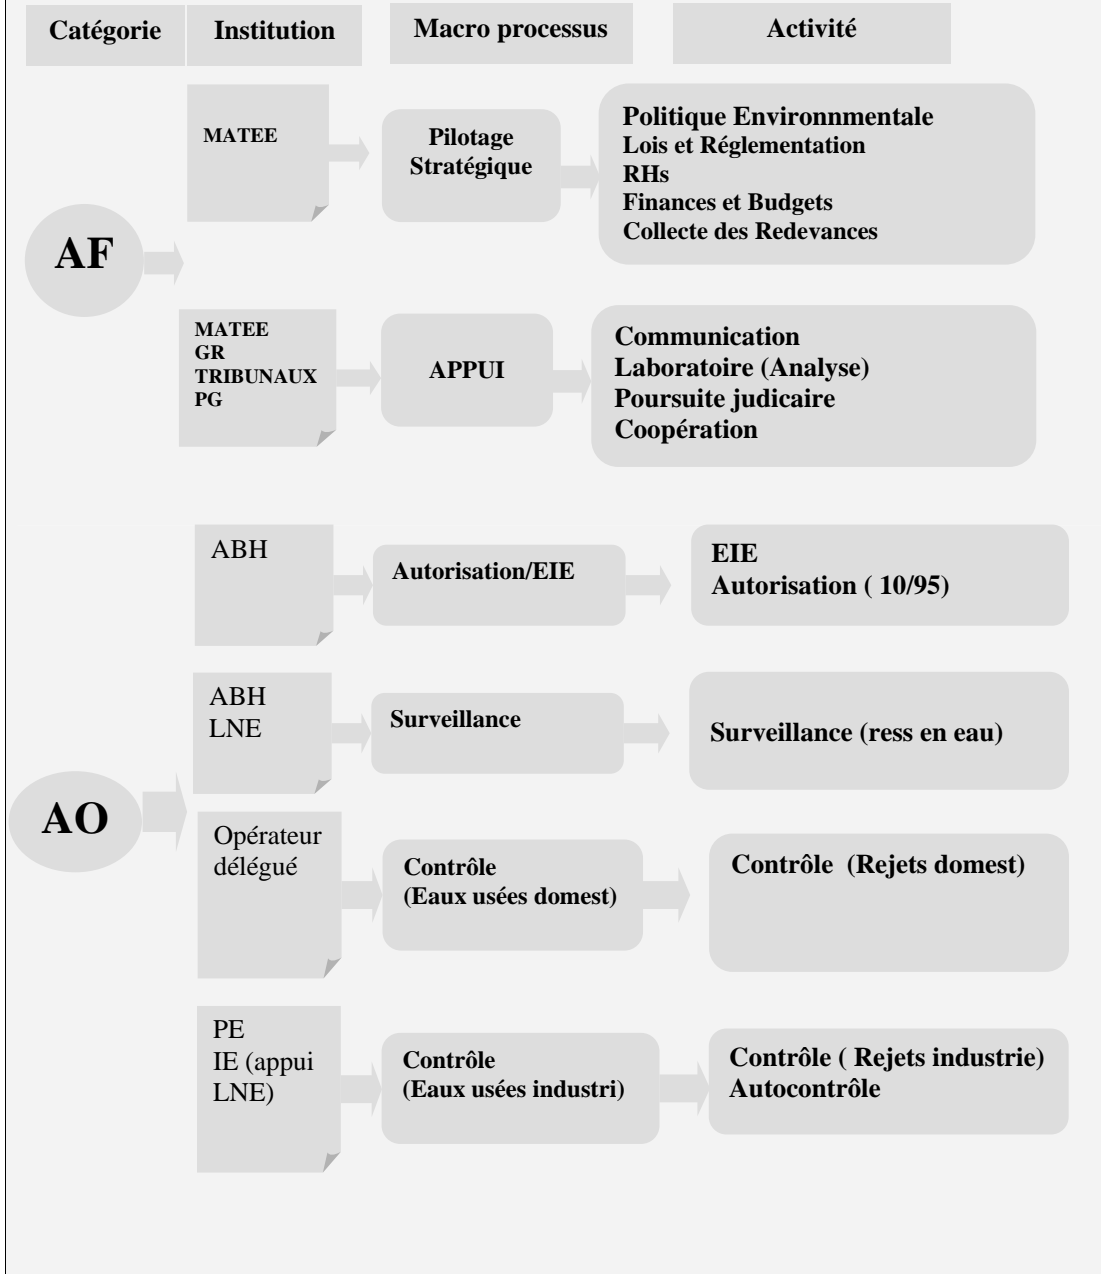 Catégorie
Institution
Macro processus
Activité
MATEE
Pilotage
Stratégique
Politique Environnmentale
Lois et Réglementation
RHs
Finances et Budgets
Collecte des Redevances
AF
MATEE
GR
TRIBUNAUX
PG
APPUI
Communication
Laboratoire (Analyse)
Poursuite judicaire
Coopération
ABH
Autorisation/EIE
EIE
Autorisation ( 10/95)
ABH
LNE
Surveillance
Surveillance (ress en eau)
AO
Opérateur
délégué
Contrôle
(Eaux usées domest)
Contrôle  (Rejets domest)
PE
IE (appui
LNE)
Contrôle
(Eaux usées industri)
Contrôle ( Rejets industrie)
Autocontrôle